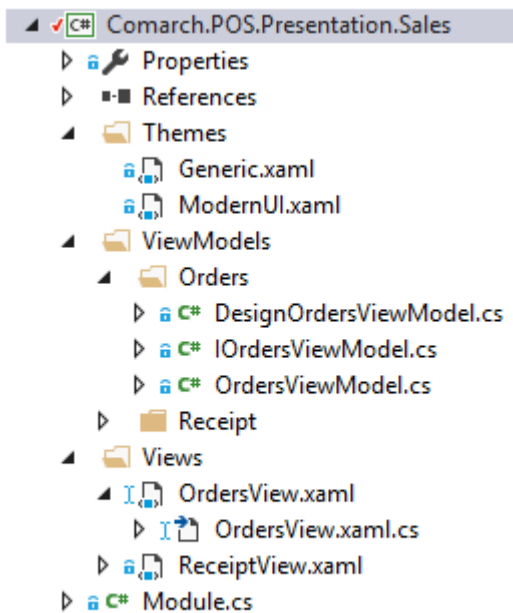 C# Comarch.POS.Presentation.Sales
Properties
References
Themes
Generic.xaml
ModernUI.xaml
ViewModels
Orders
C# DesignOrdersViewModel.cs
C# IOrdersViewModel.cs
C# OrdersViewModel.cs
Receipt
Views
OrdersView.xaml
OrdersView.xaml.cs
ReceiptView.xaml
C# Module.cs